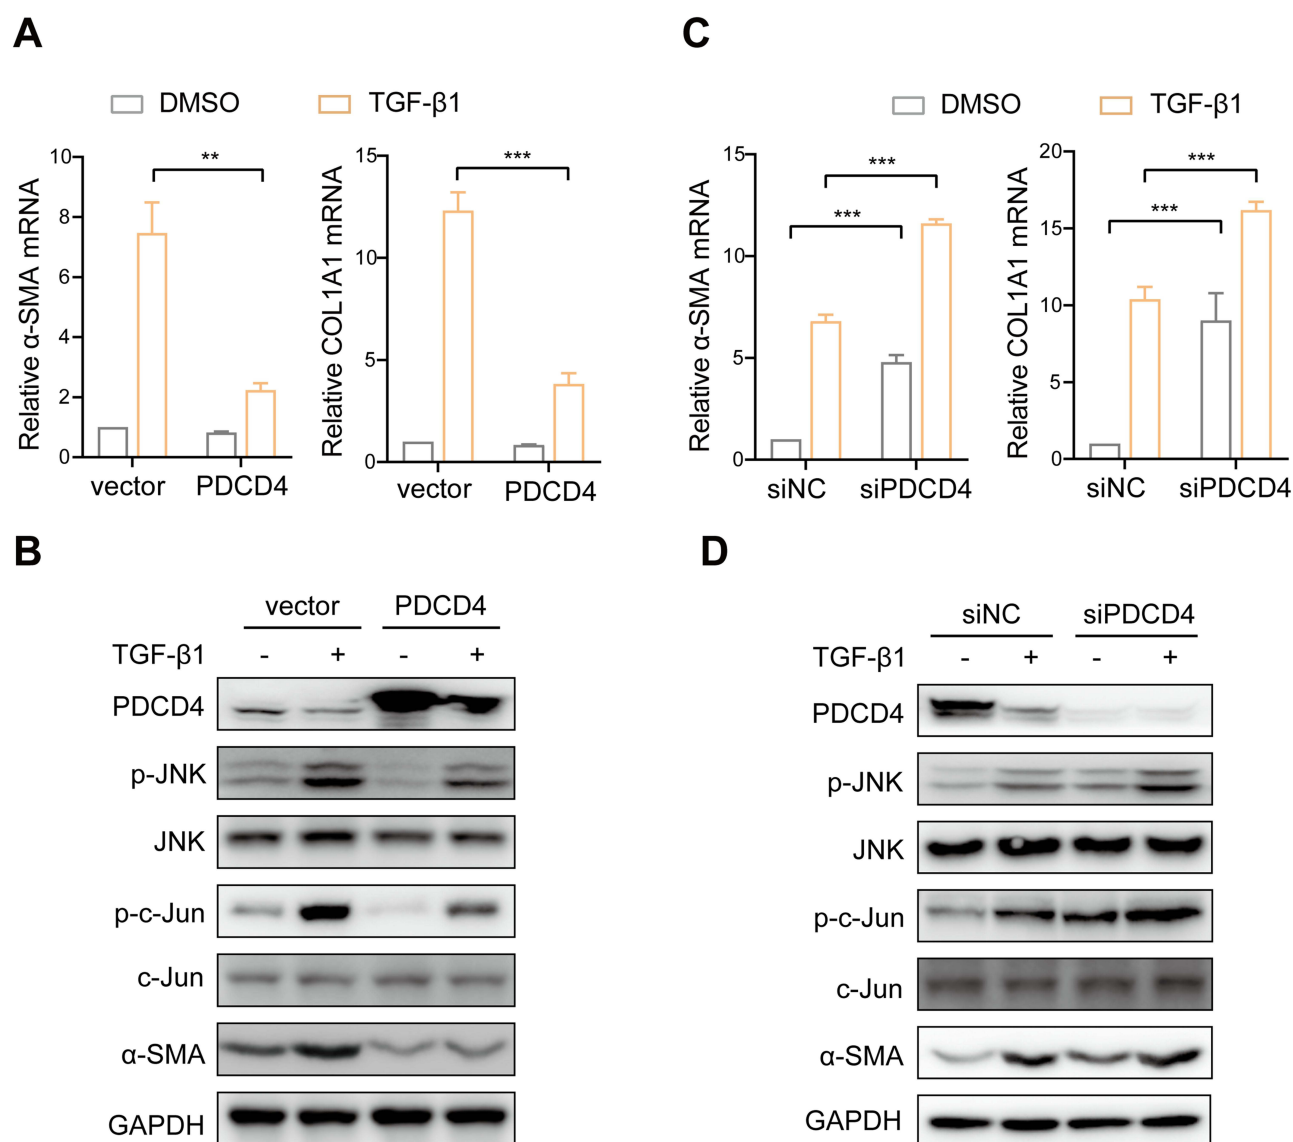 A
DMSO TGF-β1
Relative α-SMA mRNA
10
8
6
4
2
0
**
vector PDCD4
Relative COL1A1 mRNA
15
10
5
0
***
vector PDCD4
C
DMSO TGF-β1
Relative α-SMA mRNA
15
10
5
0
***
***
siNC siPDCD4
Relative COL1A1 mRNA
20
15
10
5
0
***
***
siNC siPDCD4
B
vector PDCD4
TGF-β1 - + - +
PDCD4
p-JNK
JNK
p-c-Jun
c-Jun
α-SMA
GAPDH
D
siNC siPDCD4
TGF-β1 - + - +
PDCD4
p-JNK
JNK
p-c-Jun
c-Jun
α-SMA
GAPDH